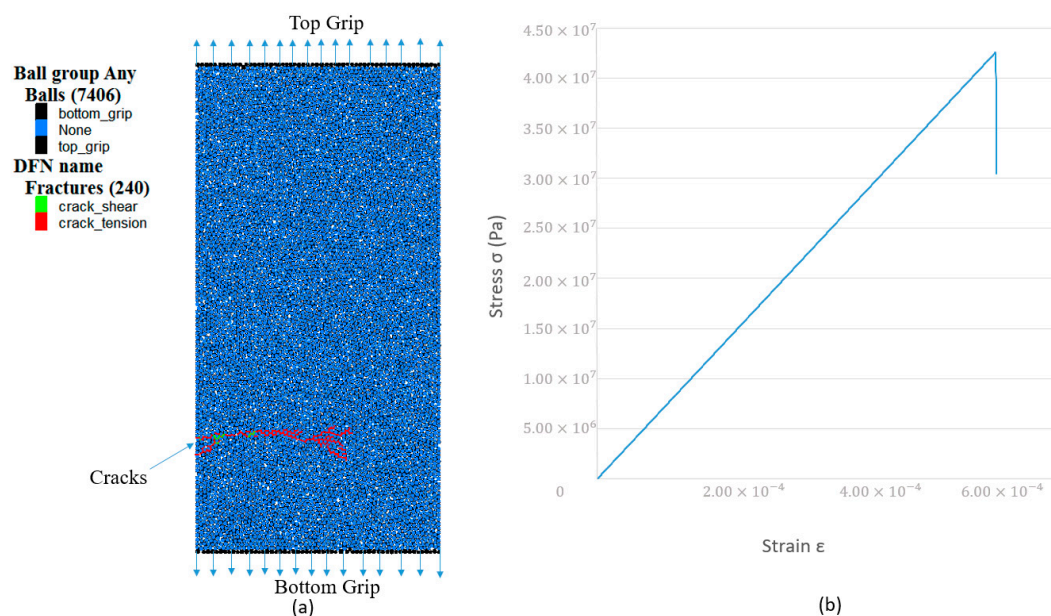 Top Grip
Ball group Any
Balls (7406)
bottom_grip
None
top_grip
DFN name
Fractures (240)
crack_shear
crack_tension
Cracks
Bottom Grip
(a)
4.50 × 10⁷
4.00 × 10⁷
3.50 × 10⁷
3.00 × 10⁷
2.50 × 10⁷
2.00 × 10⁷
1.50 × 10⁷
1.00 × 10⁷
5.00 × 10⁶
Stress σ (Pa)
0
2.00 × 10⁻⁴
4.00 × 10⁻⁴
6.00 × 10⁻⁴
Strain ε
(b)